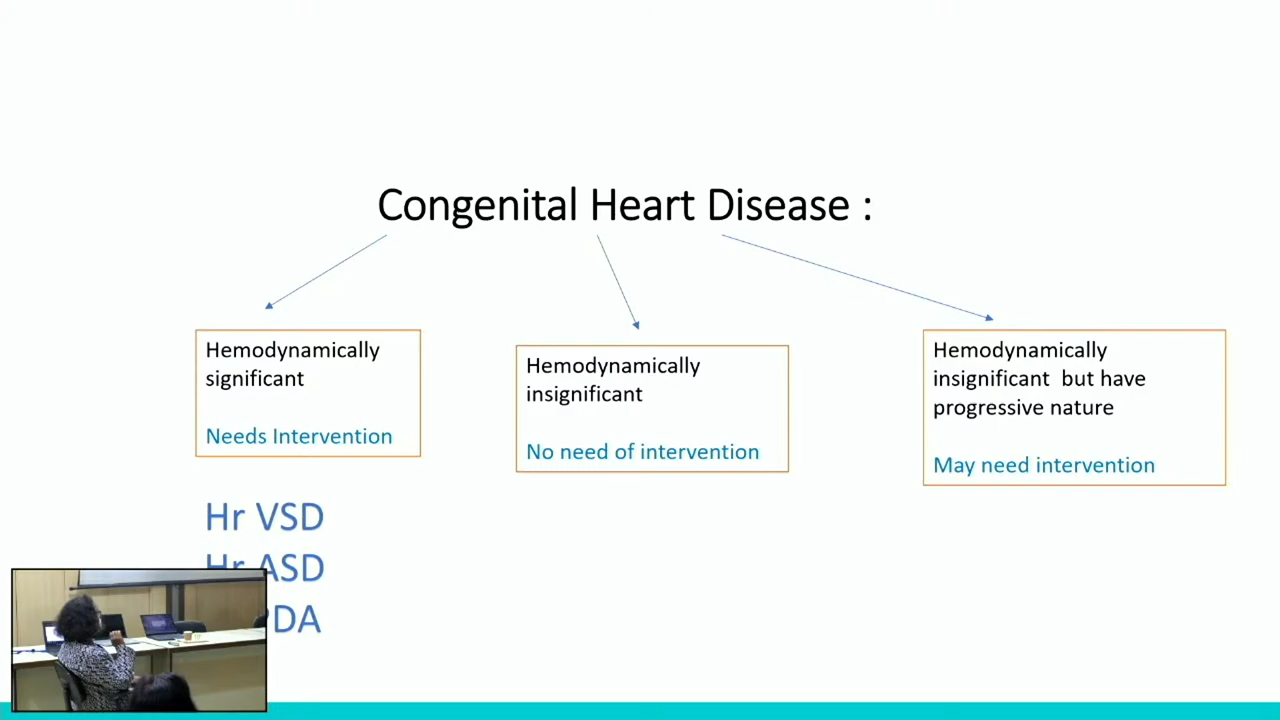 Congenital Heart Disease :
Hemodynamically
significant
Needs Intervention
Hemodynamically
insignificant
No need of intervention
Hemodynamically
insignificant but have
progressive nature
May need intervention
Hr VSD
Hr ASD